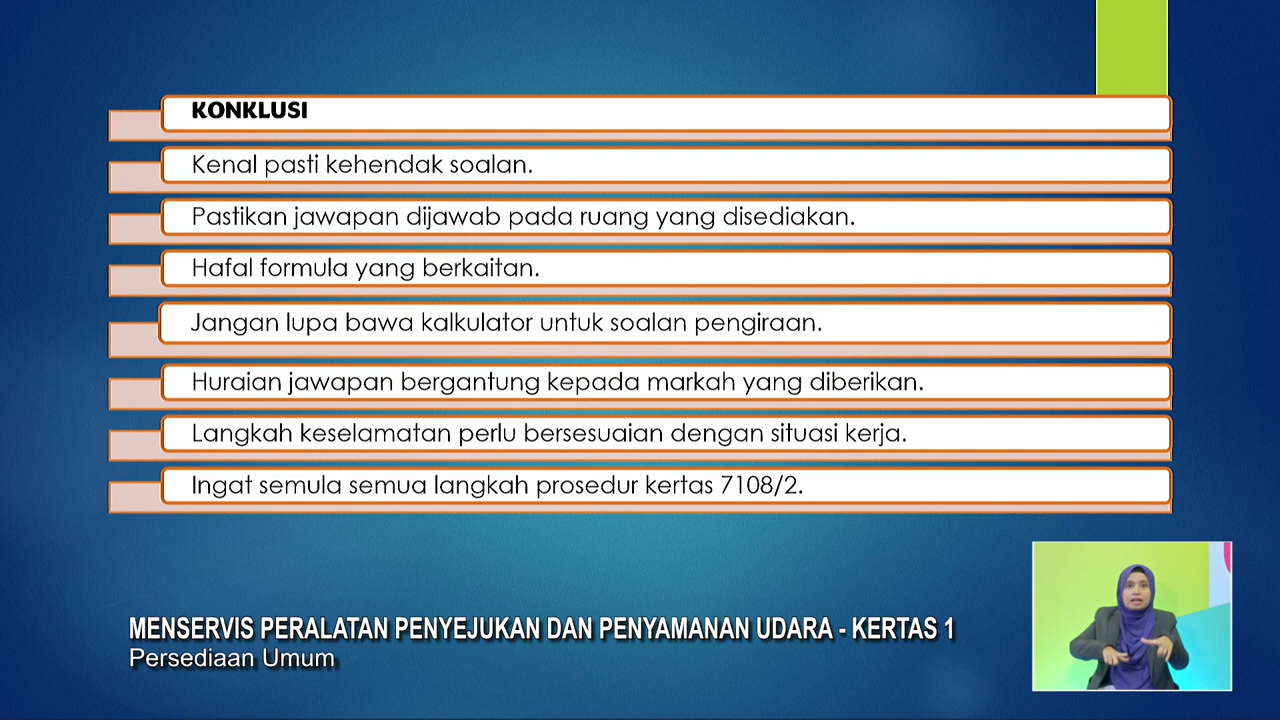 KONKLUSI
Kenal pasti kehendak soalan.
Pastikan jawapan dijawab pada ruang yang disediakan.
Hafal formula yang berkaitan.
Jangan lupa bawa kalkulator untuk soalan pengiraan.
Huraian jawapan bergantung kepada markah yang diberikan.
Langkah keselamatan perlu bersesuaian dengan situasi kerja.
Ingat semula semua langkah prosedur kertas 7108/2.
MENSERVIS PERALATAN PENYEJUKAN DAN PENYAMANAN UDARA - KERTAS 1
Persediaan Umum